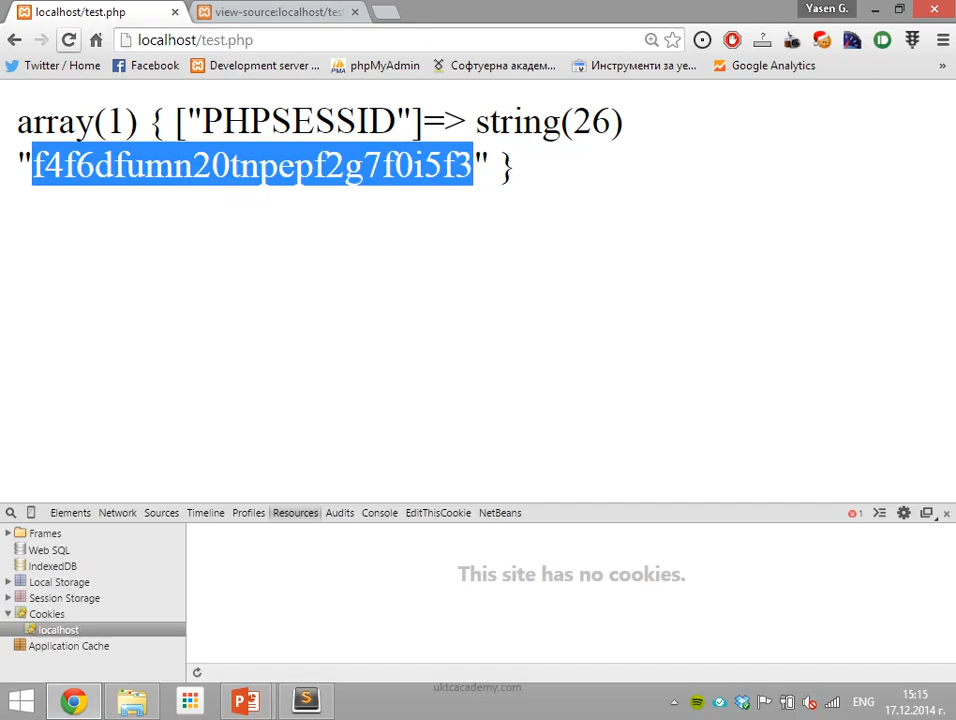 localhost/test.php
view-source:localhost/tes
Yasen G.
localhost/test.php
Twitter / Home
Facebook
Development server ...
phpMyAdmin
Софтуерна академ...
Инструменти за уе...
Google Analytics
»
array(1) { ["PHPSESSID"]=> string(26)
"f4f6dfumn20tnpepf2g7f0i5f3" }
Elements Network Sources Timeline Profiles Resources Audits Console EditThisCookie NetBeans
1
Frames
Web SQL
IndexedDB
Local Storage
Session Storage
Cookies
localhost
Application Cache
This site has no cookies.
uktcacademy.com
ENG
15:15
17.12.2014 г.